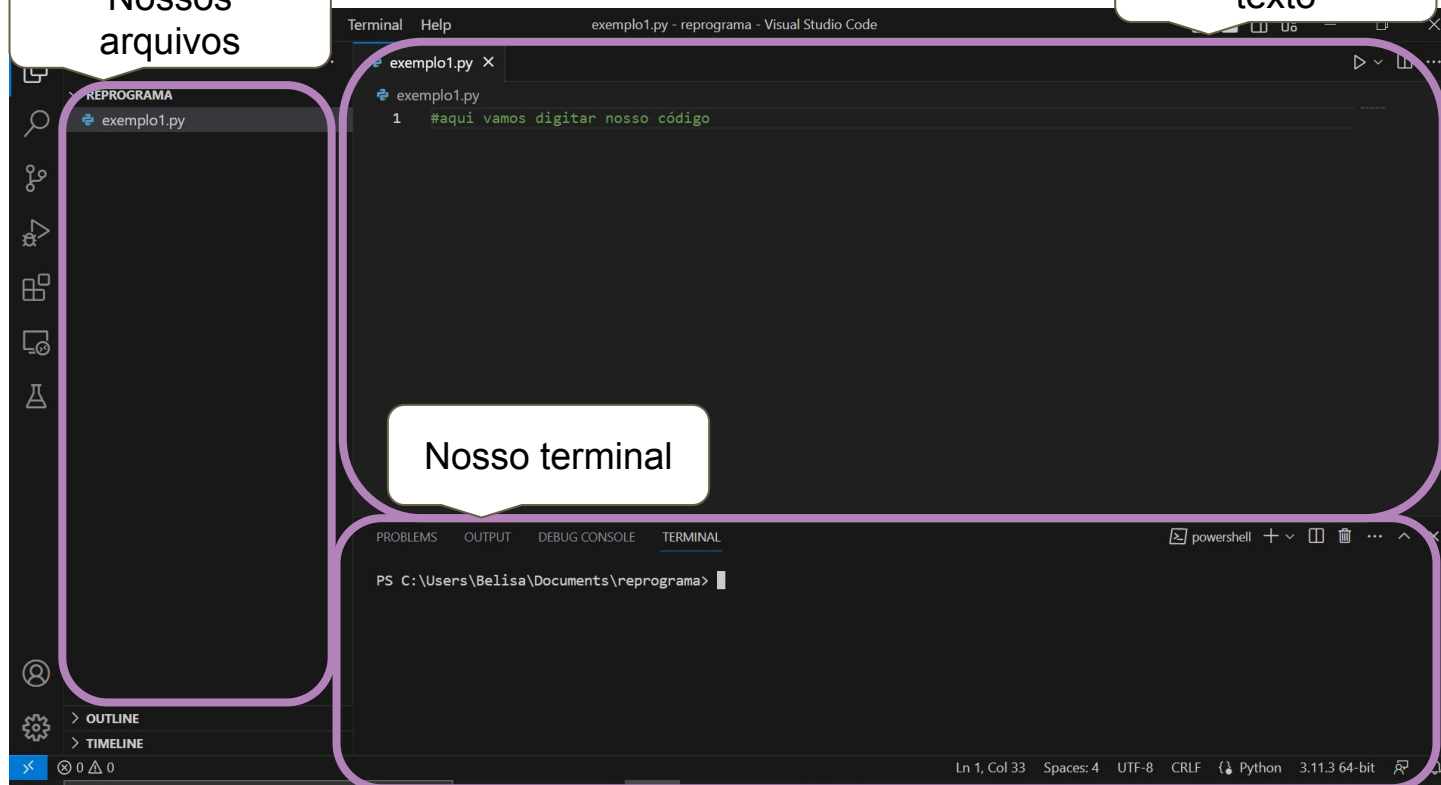 Nossos
arquivos
texto
Terminal Help
exemplo1.py - reprograma - Visual Studio Code
exemplo1.py
REPROGRAMA
exemplo1.py
exemplo1.py
1 #aqui vamos digitar nosso código
Nosso terminal
PROBLEMS OUTPUT DEBUG CONSOLE TERMINAL
powershell
PS C:\Users\Belisa\Documents\reprograma>
OUTLINE
TIMELINE
0 0
Ln 1, Col 33 Spaces: 4 UTF-8 CRLF Python 3.11.3 64-bit